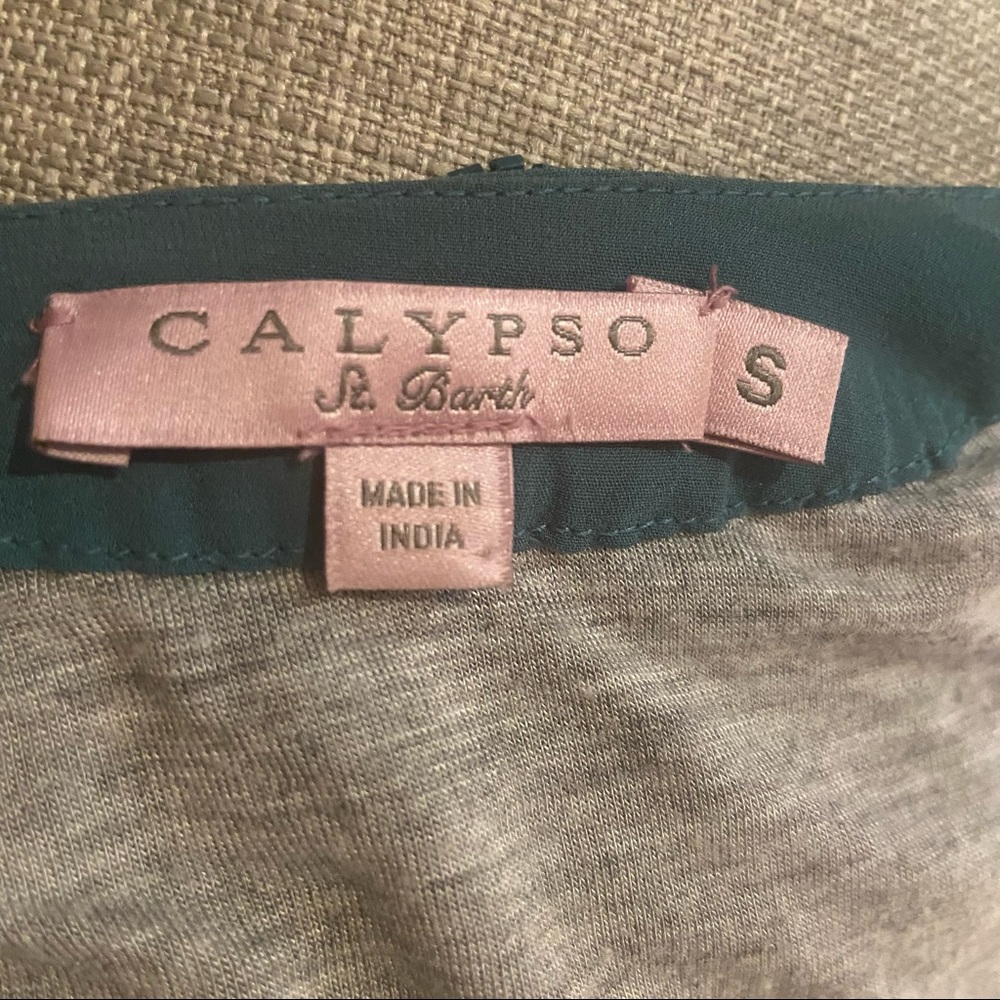 CALYPSO
St. Barth
S
MADE IN
INDIA